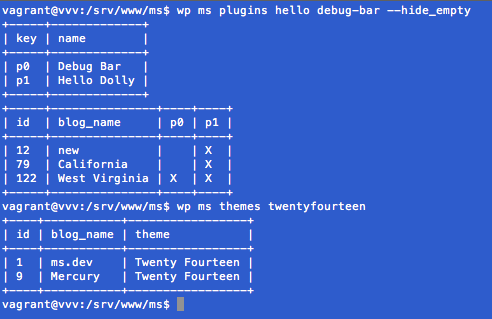 vagrant@vvv:/srv/www/ms$ wp ms plugins hello debug-bar --hide_empty
+-----+-------------+
| key | name        |
+-----+-------------+
| p0  | Debug Bar   |
| p1  | Hello Dolly |
+-----+-------------+
+-----+---------------+----+----+
| id  | blog_name     | p0 | p1 |
+-----+---------------+----+----+
| 12  | new           |    | X  |
| 79  | California    |    | X  |
| 122 | West Virginia | X  | X  |
+-----+---------------+----+----+
vagrant@vvv:/srv/www/ms$ wp ms themes twentyfourteen
+----+-----------+-----------------+
| id | blog_name | theme           |
+----+-----------+-----------------+
| 1  | ms.dev    | Twenty Fourteen |
| 9  | Mercury   | Twenty Fourteen |
+----+-----------+-----------------+
vagrant@vvv:/srv/www/ms$